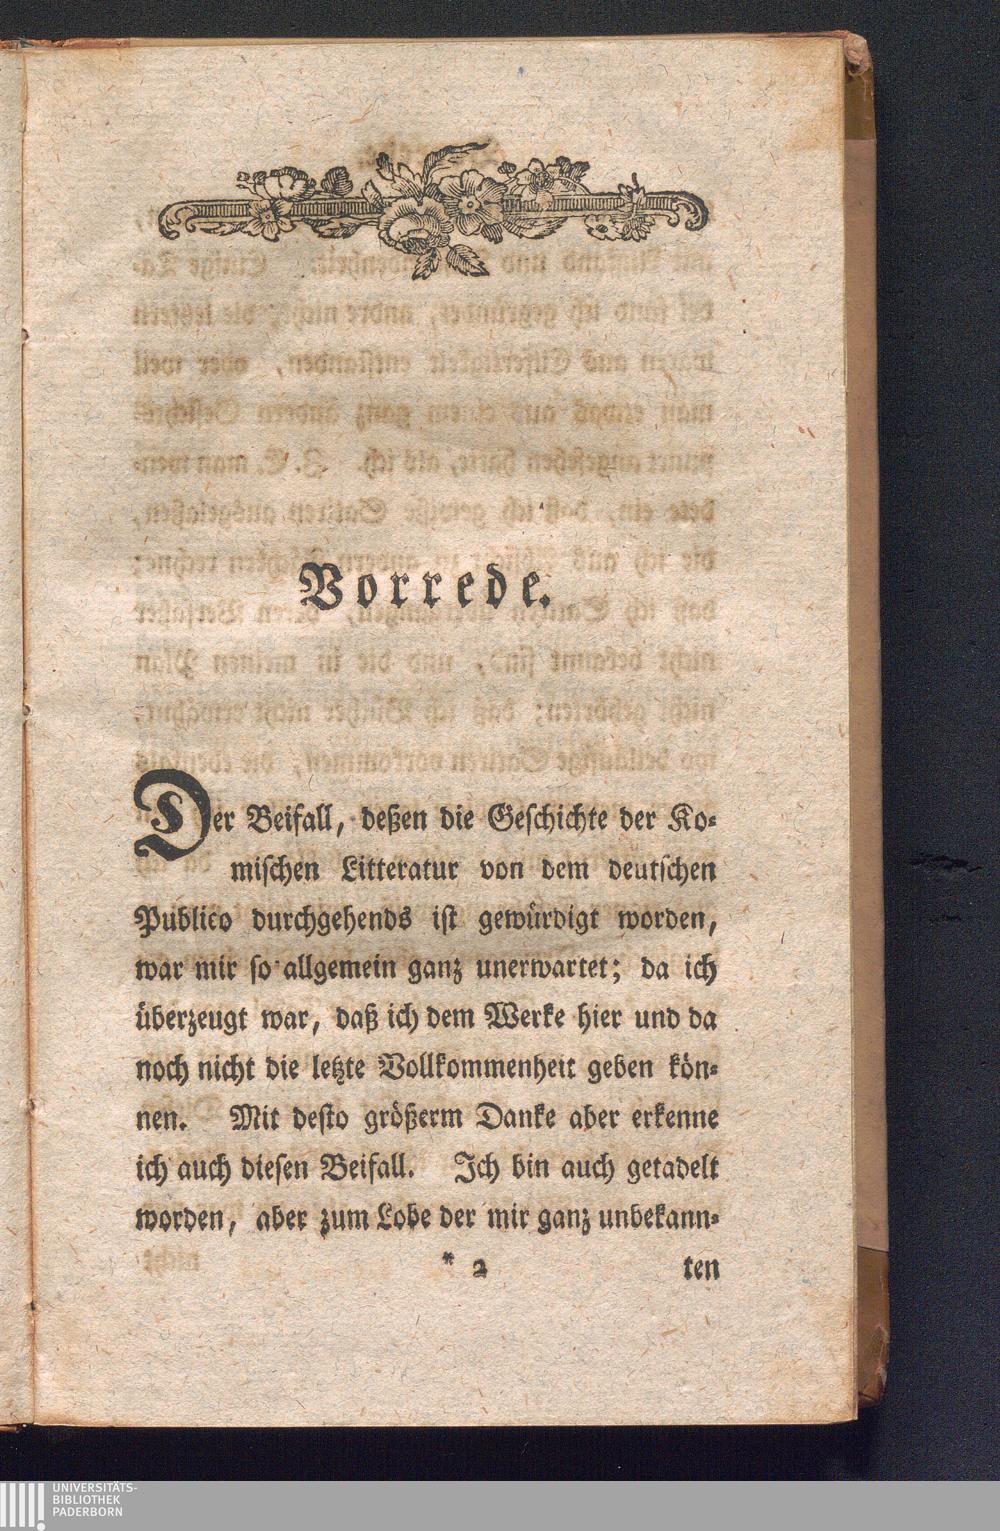 Vorrede.
Der Beifall, deßen die Geschichte der Ko-
mischen Litteratur von dem deutschen
Publico durchgehends ist gewürdigt worden,
war mir so allgemein ganz unerwartet; da ich
überzeugt war, daß ich dem Werke hier und da
noch nicht die letzte Vollkommenheit geben kön-
nen. Mit desto größerm Danke aber erkenne
ich auch diesen Beifall. Ich bin auch getadelt
worden, aber zum Lobe der mir ganz unbekann-
* 2 ten
UNIVERSITÄTS-
BIBLIOTHEK
PADERBORN